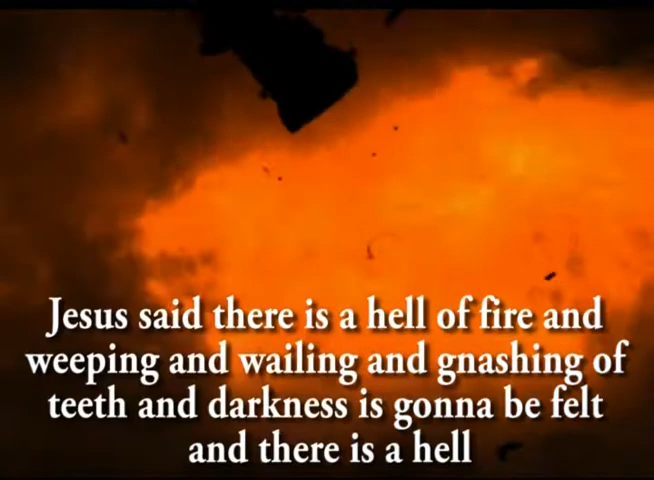 Jesus said there is a hell of fire and
weeping and wailing and gnashing of
teeth and darkness is gonna be felt
and there is a hell